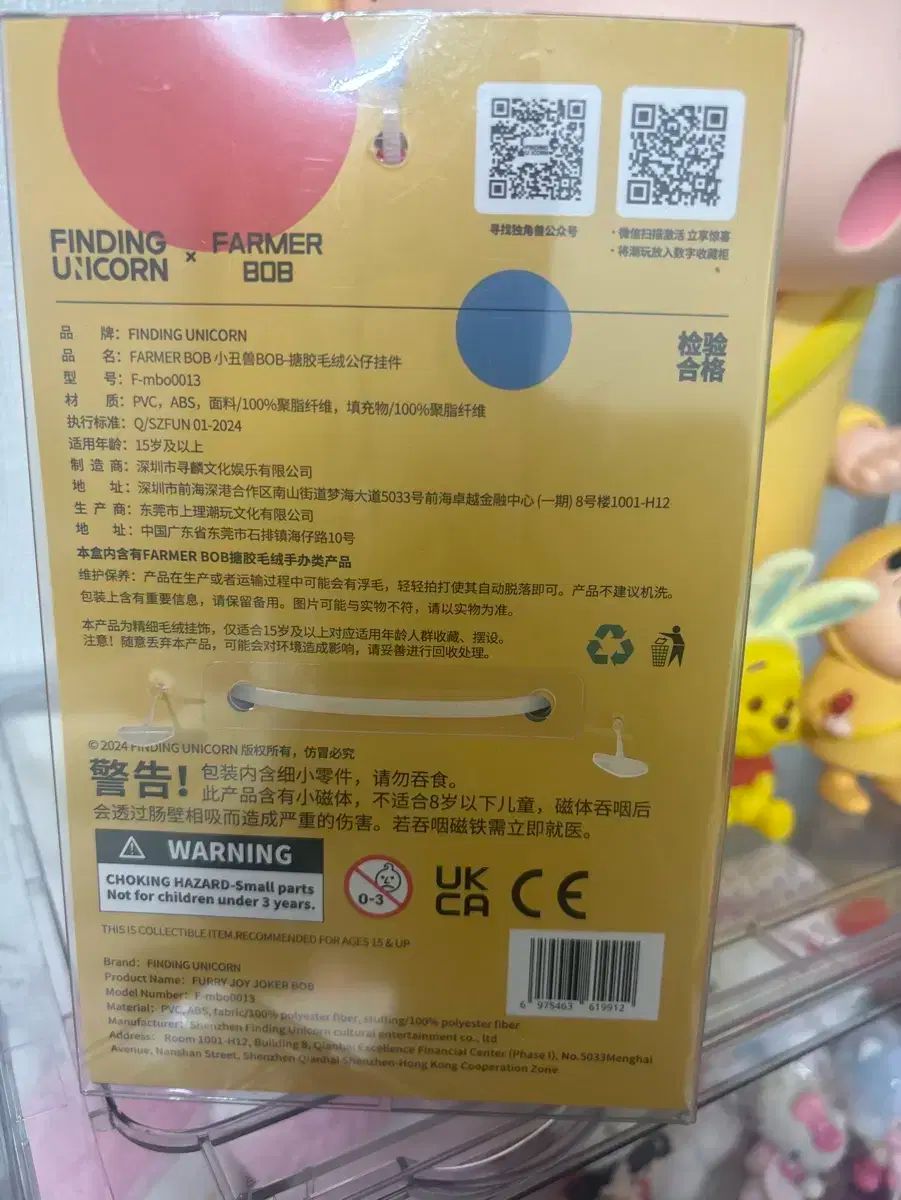 FINDING
UNICORN
寻找独角兽公众号
·微信扫描激活 立享惊喜
·将潮玩放入数字收藏柜
FINDING UNICORN × FARMER BOB
检验
合格
品 牌：FINDING UNICORN
品 名：FARMER BOB 小丑兽BOB-搪胶毛绒公仔挂件
型 号：F-mbo0013
材 质：PVC，ABS，面料/100%聚脂纤维，填充物/100%聚脂纤维
执行标准：Q/SZFUN 01-2024
适用年龄：15岁及以上
制 造 商：深圳市寻麟文化娱乐有限公司
地 址：深圳市前海深港合作区南山街道梦海大道5033号前海卓越金融中心 (一期) 8号楼1001-H12
生 产 商：东莞市上理潮玩文化有限公司
地 址：中国广东省东莞市石排镇海仔北路10号
本盒内含有FARMER BOB搪胶毛绒手办类产品
维护保养：产品在生产或者运输过程中可能会有浮毛，轻轻拍打使其自动脱落即可。产品不建议机洗。
包装上含有重要信息，请保留备用。图片可能与实物不符，请以实物为准。
本产品为精细毛绒挂饰，仅适合15岁及以上对应适用年龄人群收藏、摆设。
注意！随意丢弃本产品，可能会对环境造成影响，请妥善进行回收处理。
© 2024 FINDING UNICORN 版权所有，仿冒必究
警告！包装内含细小零件，请勿吞食。
此产品含有小磁体，不适合8岁以下儿童，磁体吞咽后
会透过肠壁相吸而造成严重的伤害。若吞咽磁铁需立即就医。
WARNING
CHOKING HAZARD-Small parts
Not for children under 3 years.
0-3
UK
CA
CE
THIS IS COLLECTIBLE ITEM.RECOMMENDED FOR AGES 15 & UP
Brand：FINDING UNICORN
Product Name：FURRY JOY JOKER BOB
Model Number：F-mbo0013
Material：PVC, ABS, fabric/100% polyester fiber, stuffing/100% polyester fiber
Manufacturer：Shenzhen Finding Unicorn cultural entertainment co., ltd
Address：Room 1001-H12, Building 8, Qianhai Excellence Financial Center (Phase I), No.5033Menghai
Avenue, Nanshan Street, Shenzhen Qianhai Shenzhen-Hong Kong Cooperation Zone
6 975463 619912